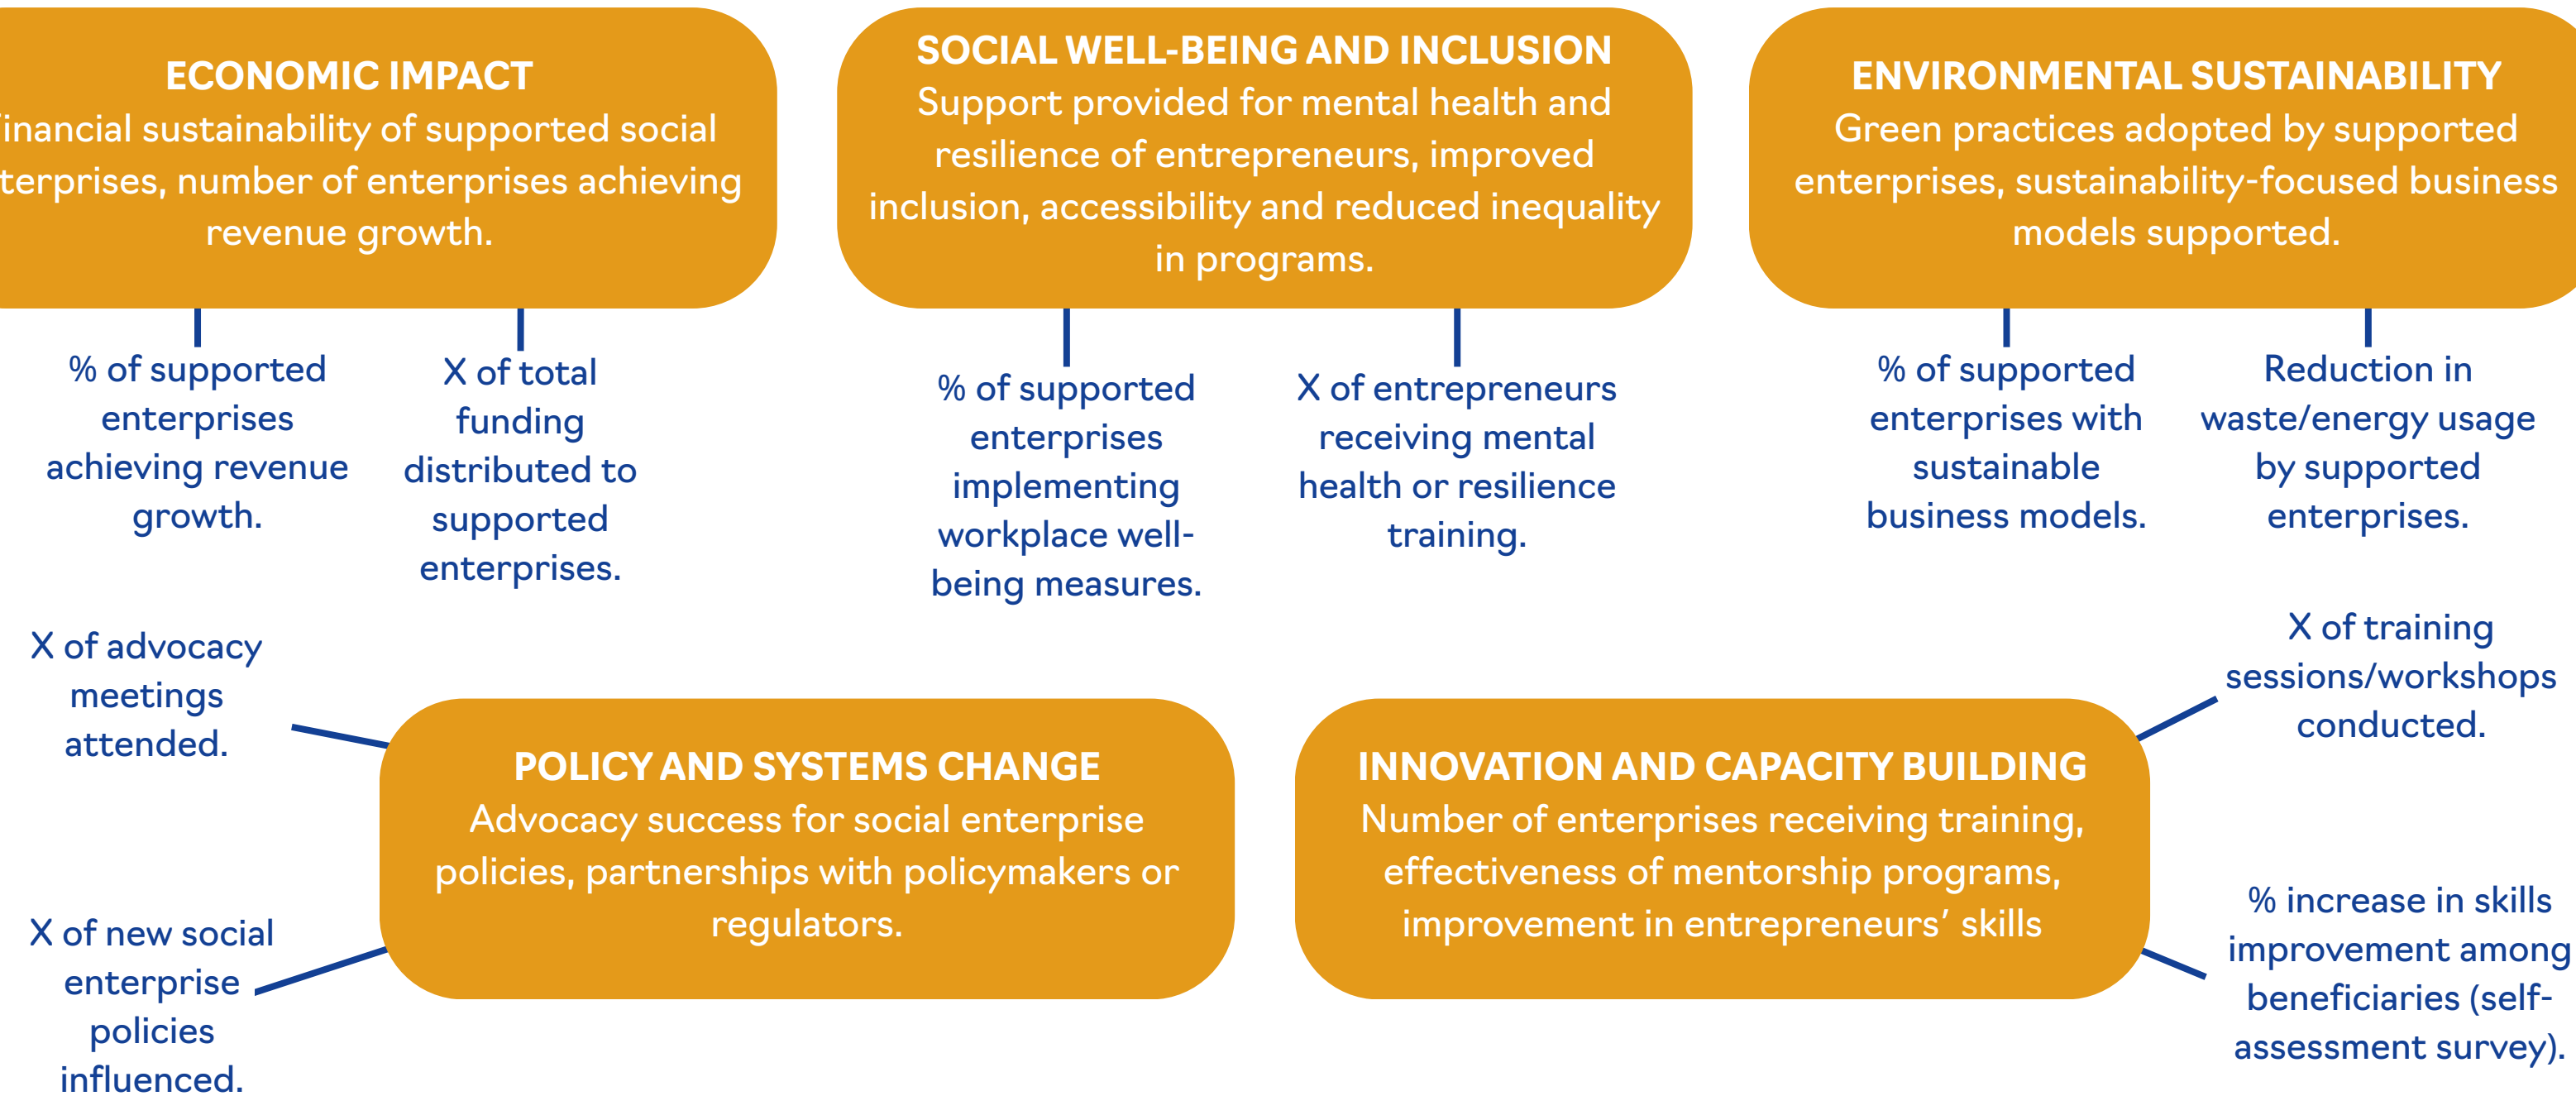 ECONOMIC IMPACT
inancial sustainability of supported social
terprises, number of enterprises achieving
revenue growth.
% of supported
enterprises
achieving revenue
growth.
X of total
funding
distributed to
supported
enterprises.
SOCIAL WELL-BEING AND INCLUSION
Support provided for mental health and
resilience of entrepreneurs, improved
inclusion, accessibility and reduced inequality
in programs.
% of supported
enterprises
implementing
workplace well-
being measures.
X of entrepreneurs
receiving mental
health or resilience
training.
ENVIRONMENTAL SUSTAINABILITY
Green practices adopted by supported
enterprises, sustainability-focused business
models supported.
% of supported
enterprises with
sustainable
business models.
Reduction in
waste/energy usage
by supported
enterprises.
X of advocacy
meetings
attended.
X of new social
enterprise
policies
influenced.
POLICY AND SYSTEMS CHANGE
Advocacy success for social enterprise
policies, partnerships with policymakers or
regulators.
INNOVATION AND CAPACITY BUILDING
Number of enterprises receiving training,
effectiveness of mentorship programs,
improvement in entrepreneurs’ skills
X of training
sessions/workshops
conducted.
% increase in skills
improvement among
beneficiaries (self-
assessment survey).